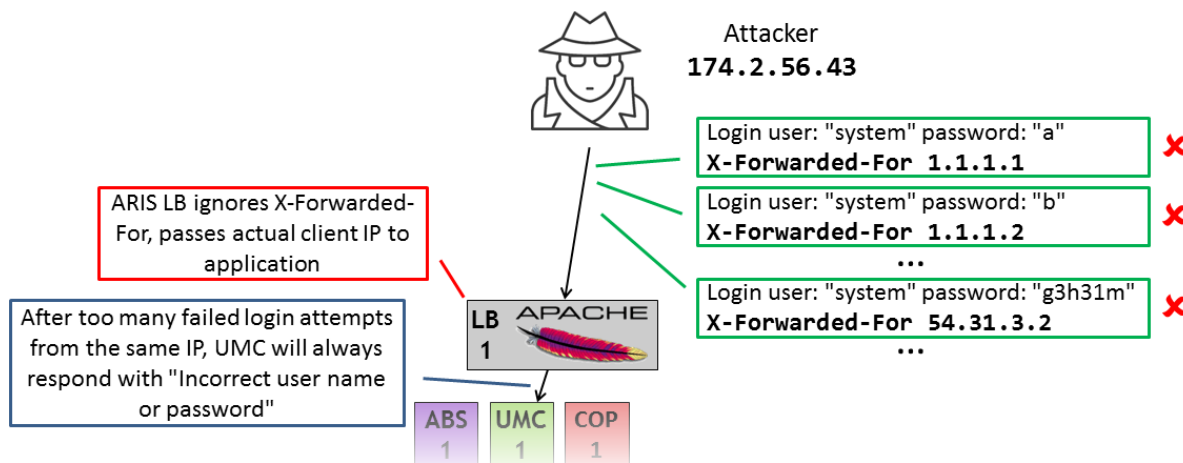 Attacker
174.2.56.43
Login user: "system" password: "a"
X-Forwarded-For 1.1.1.1
Login user: "system" password: "b"
X-Forwarded-For 1.1.1.2
...
Login user: "system" password: "g3h31m"
X-Forwarded-For 54.31.3.2
...
ARIS LB ignores X-Forwarded-
For, passes actual client IP to
application
After too many failed login attempts
from the same IP, UMC will always
respond with "Incorrect user name
or password"
LB
1
APACHE
ABS
1
UMC
1
COP
1